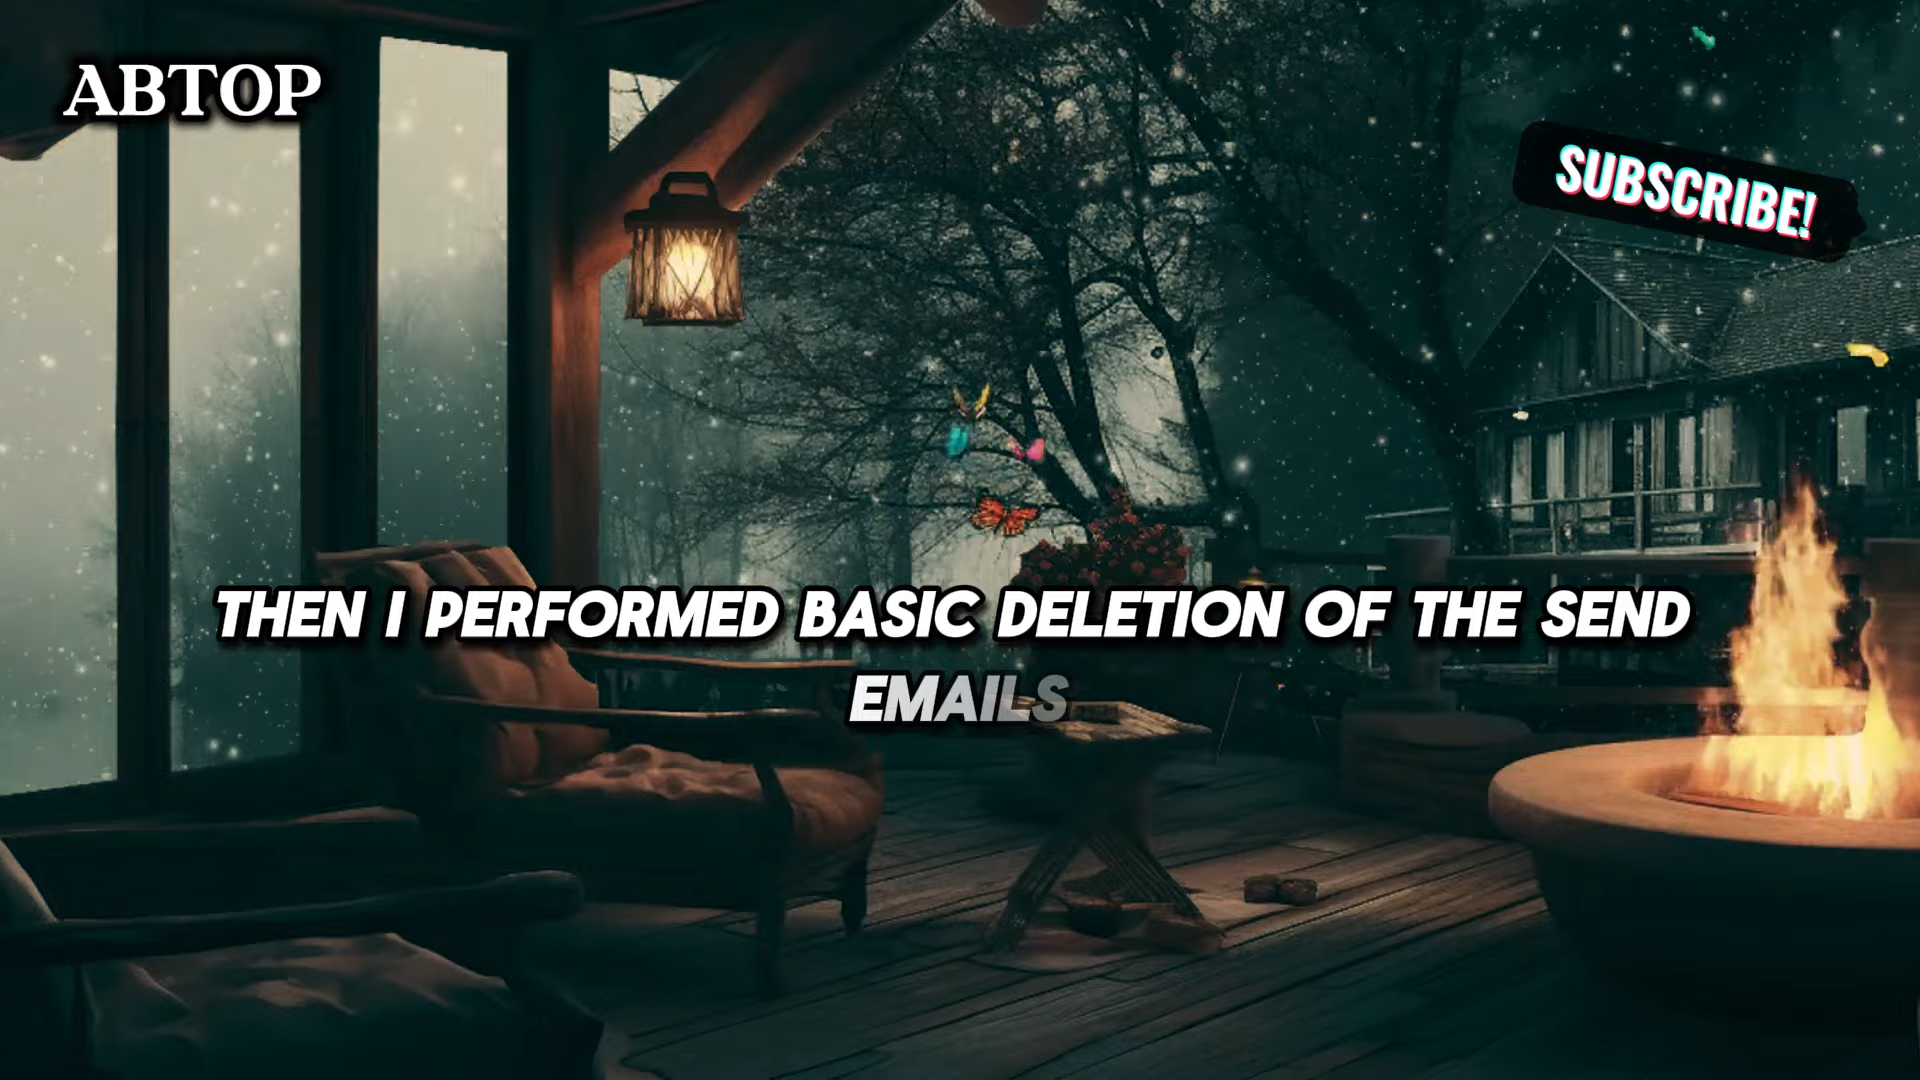 ABTOP
SUBSCRIBE!
THEN I PERFORMED BASIC DELETION OF THE SEND
EMAILS